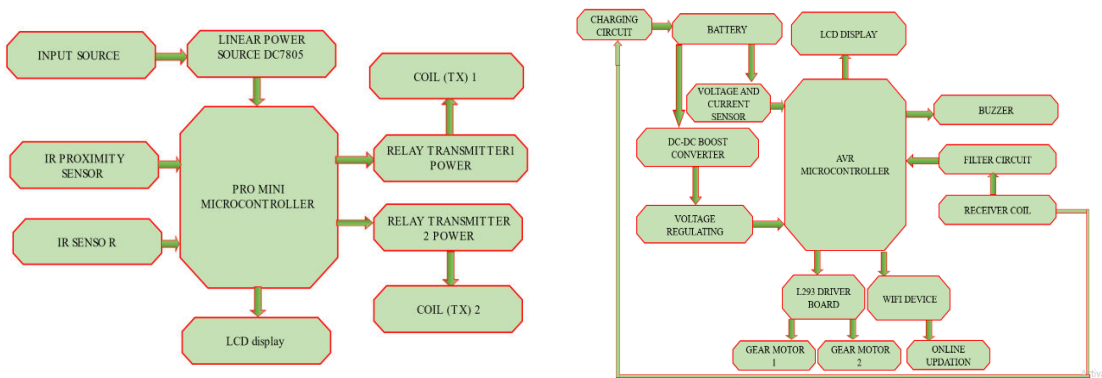 INPUT SOURCE
LINEAR POWER
SOURCE DC7805
COIL (TX) 1
IR PROXIMITY
SENSOR
PRO MINI
MICROCONTROLLER
RELAY TRANSMITTER1
POWER
IR SENSOR
RELAY TRANSMITTER
2 POWER
COIL (TX) 2
LCD display
CHARGING
CIRCUIT
BATTERY
LCD DISPLAY
VOLTAGE AND
CURRENT
SENSOR
BUZZER
DC-DC BOOST
CONVERTER
AVR
MICROCONTROLLER
FILTER CIRCUIT
VOLTAGE
REGULATING
RECEIVER COIL
L293 DRIVER
BOARD
WIFI DEVICE
GEAR MOTOR
1
GEAR MOTOR
2
ONLINE
UPDATION